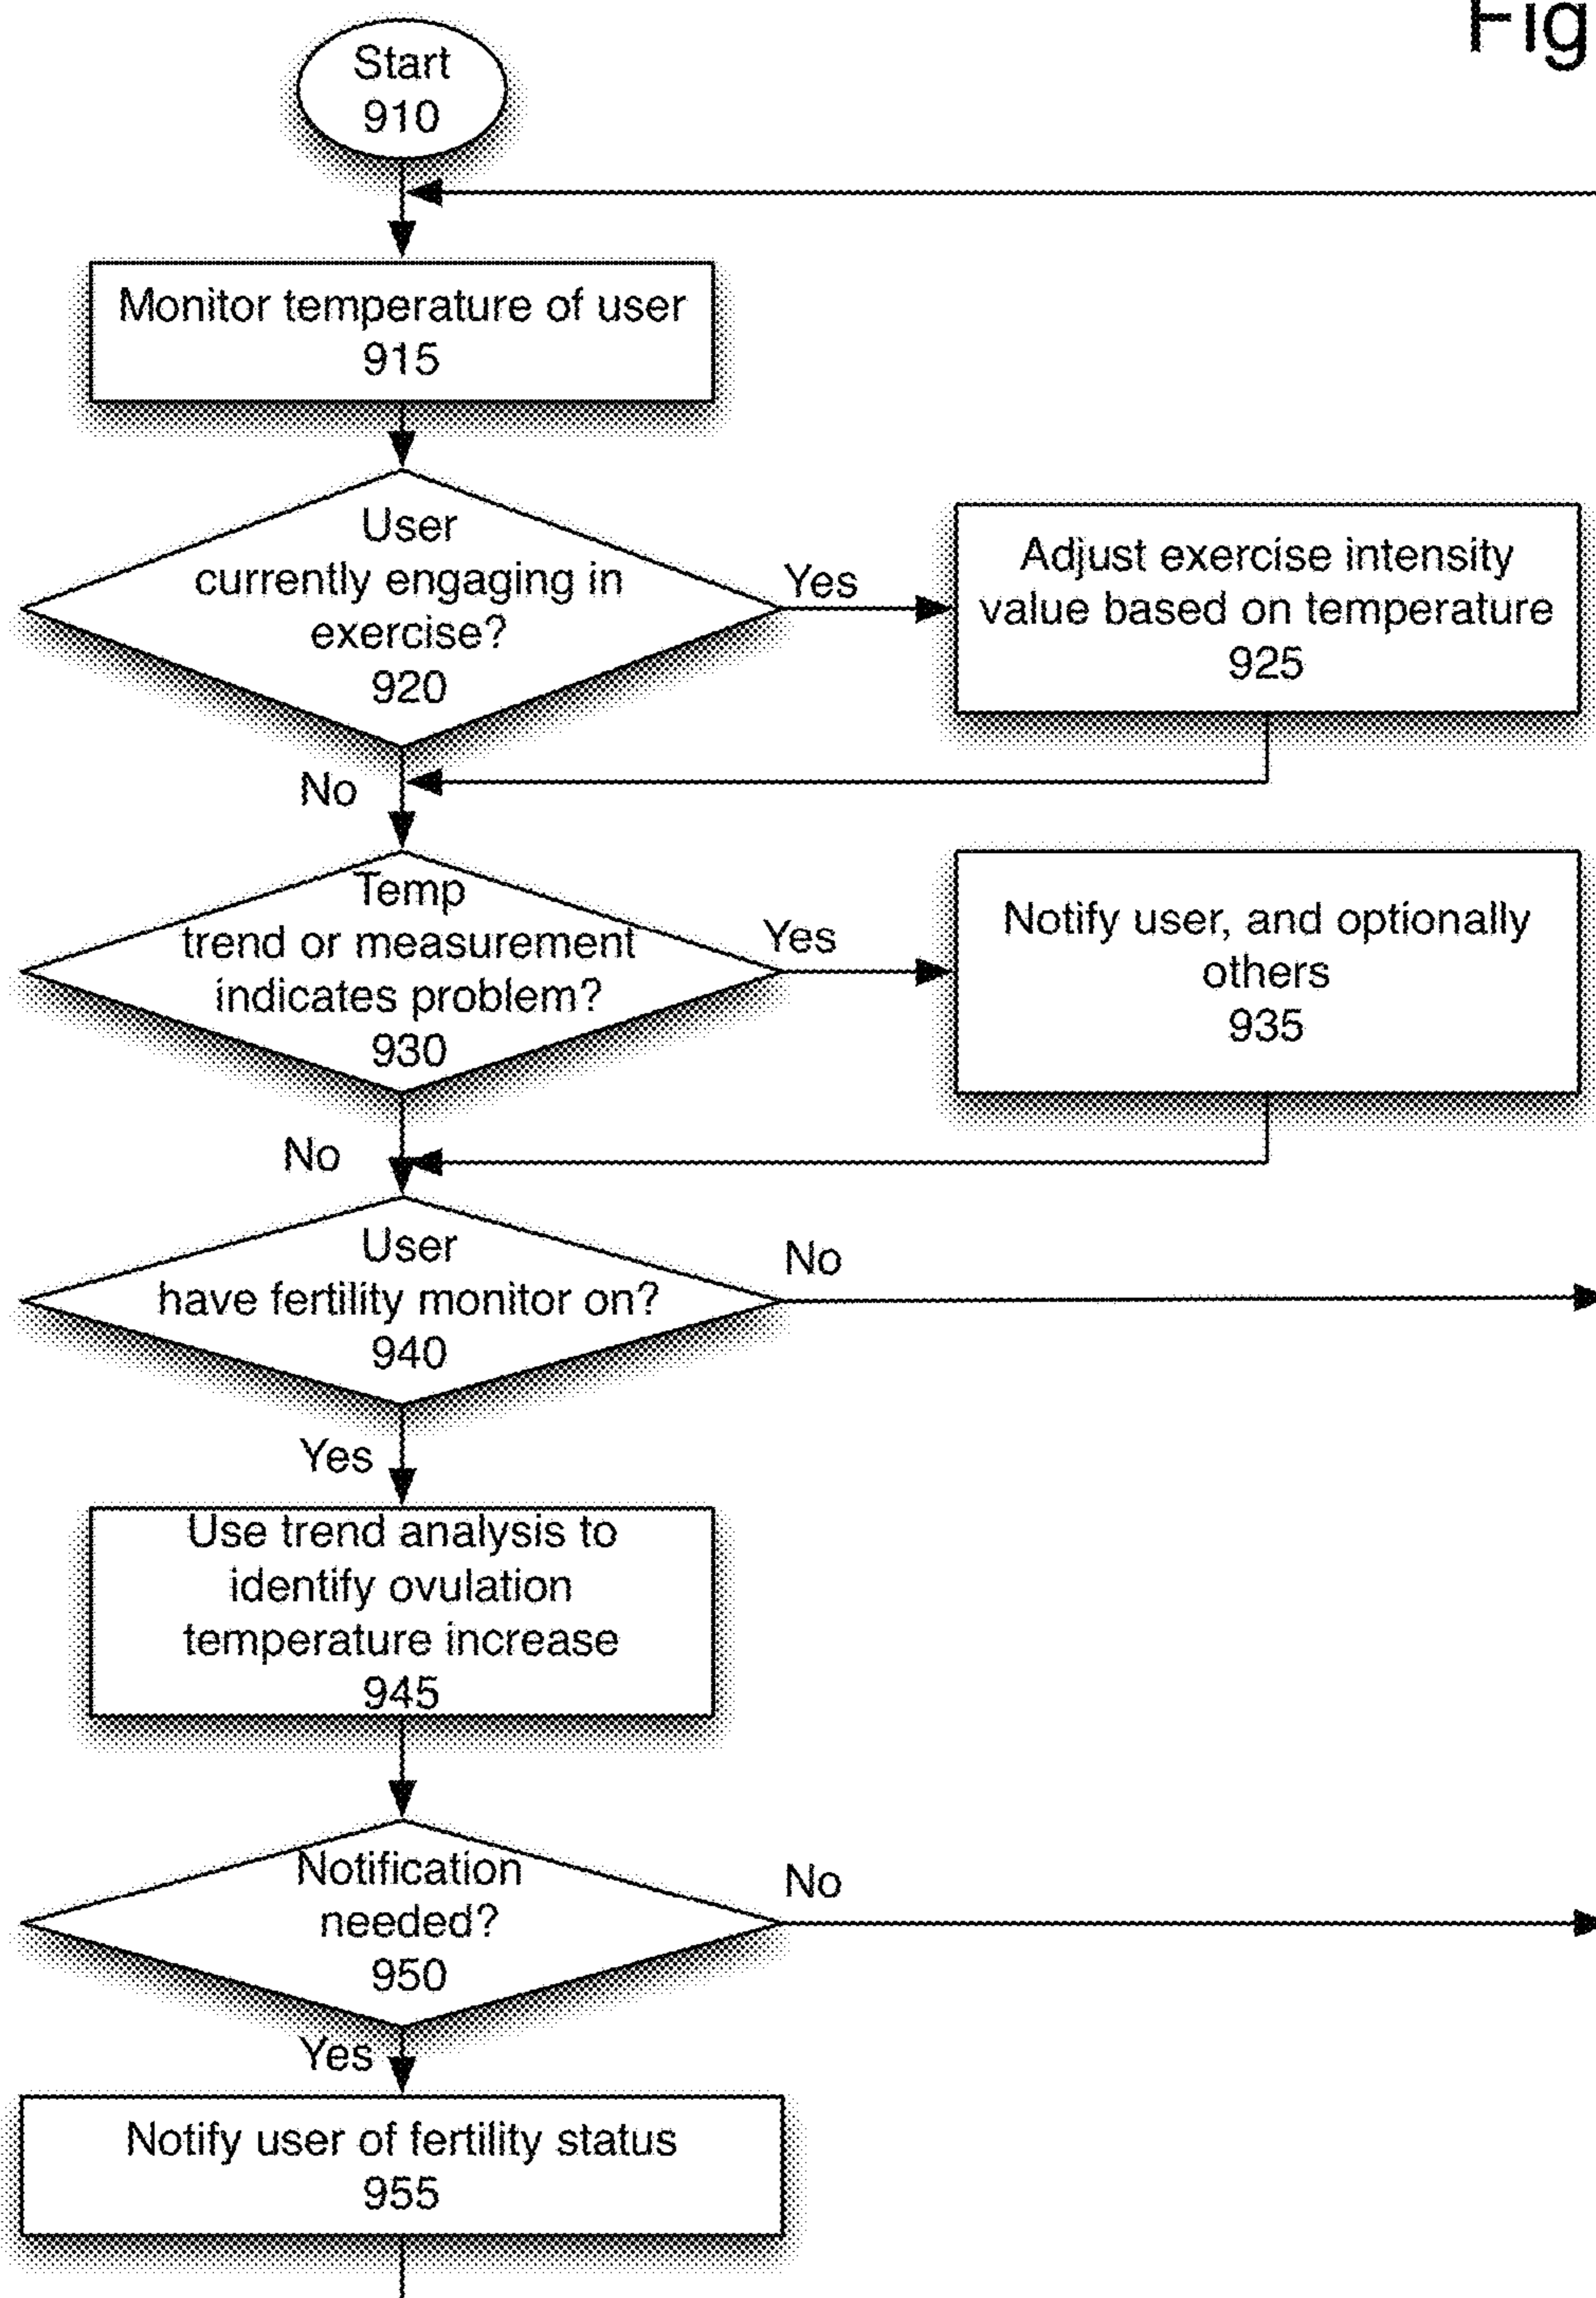 Fig
Start
910
Monitor temperature of user
915
User
currently engaging in
exercise?
920
Yes
Adjust exercise intensity
value based on temperature
925
No
Temp
trend or measurement
indicates problem?
930
Yes
Notify user, and optionally
others
935
No
User
have fertility monitor on?
940
No
Yes
Use trend analysis to
identify ovulation
temperature increase
945
Notification
needed?
950
No
Yes
Notify user of fertility status
955